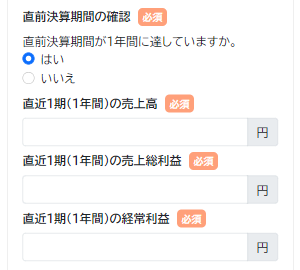 直前決算期間の確認 必須
直前決算期間が1年間に達していますか。
はい
いいえ
直近1期(1年間)の売上高 必須
円
直近1期(1年間)の売上総利益 必須
円
直近1期(1年間)の経常利益 必須
円